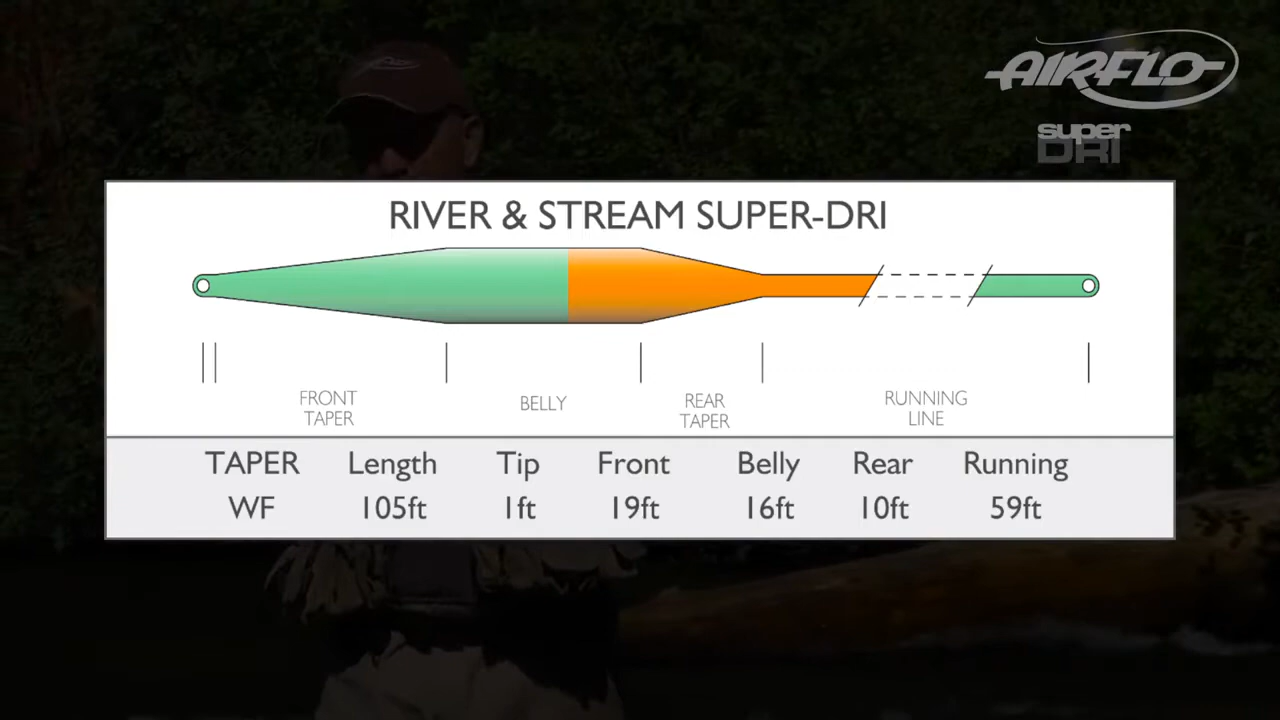 AIRFLO
super
DRI
RIVER & STREAM SUPER-DRI
FRONT
TAPER
BELLY
REAR
TAPER
RUNNING
LINE
TAPER Length Tip Front Belly Rear Running
WF 105ft 1ft 19ft 16ft 10ft 59ft